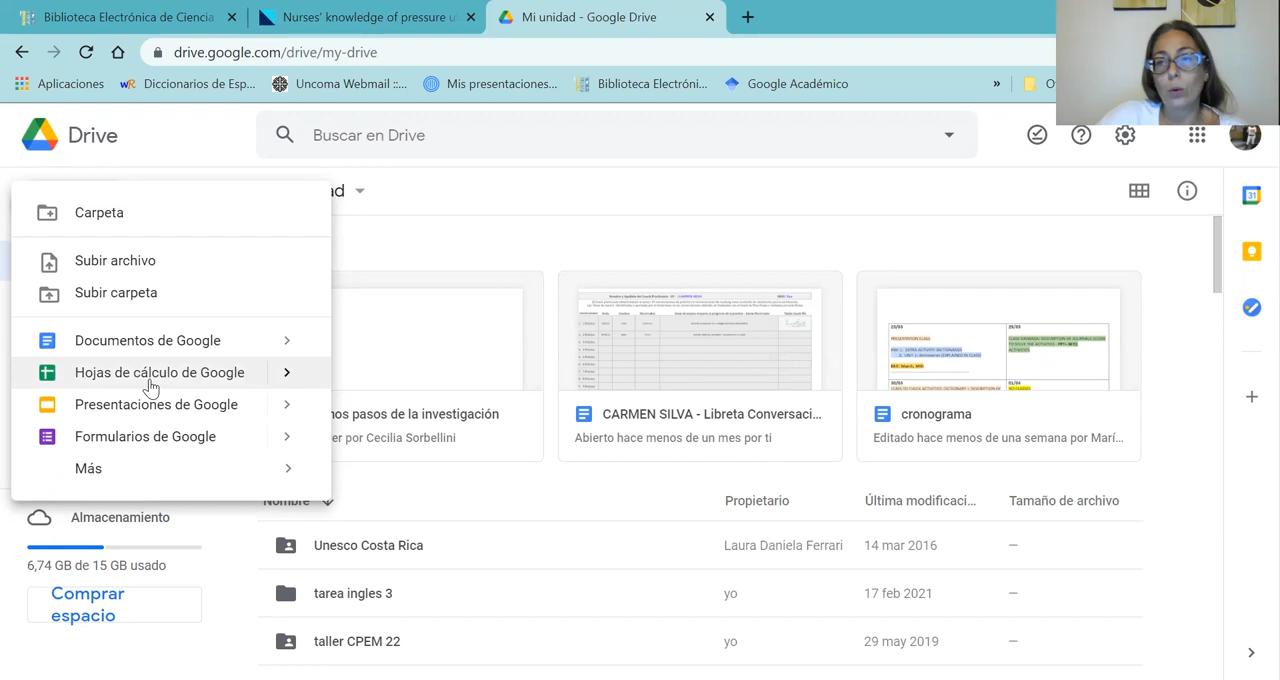 Biblioteca Electrónica de Ciencia
Nurses' knowledge of pressure u
Mi unidad - Google Drive
drive.google.com/drive/my-drive
Aplicaciones
wR Diccionarios de Esp...
Uncoma Webmail ::...
Mis presentaciones...
Biblioteca Electróni...
Google Académico
»
Drive
Buscar en Drive
ad
Carpeta
Subir archivo
Subir carpeta
Documentos de Google
Hojas de cálculo de Google
Presentaciones de Google
Formularios de Google
Más
31
nos pasos de la investigación
er por Cecilia Sorbellini
CARMEN SILVA - Libreta Conversaci...
Abierto hace menos de un mes por ti
cronograma
Editado hace menos de una semana por Marí...
Nombre
Propietario
Última modificaci...
Tamaño de archivo
Almacenamiento
6,74 GB de 15 GB usado
Comprar
espacio
Unesco Costa Rica
Laura Daniela Ferrari
14 mar 2016
—
tarea ingles 3
yo
17 feb 2021
—
taller CPEM 22
yo
29 may 2019
—